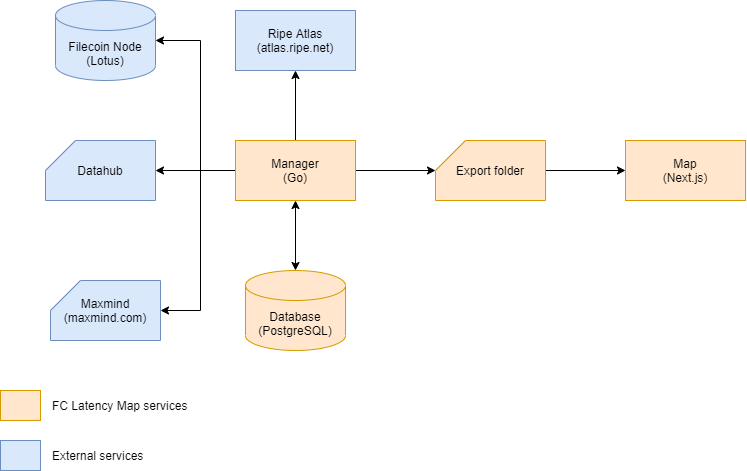 Filecoin Node
(Lotus)
Ripe Atlas
(atlas.ripe.net)
Datahub
Manager
(Go)
Export folder
Map
(Next.js)
Maxmind
(maxmind.com)
Database
(PostgreSQL)
FC Latency Map services
External services